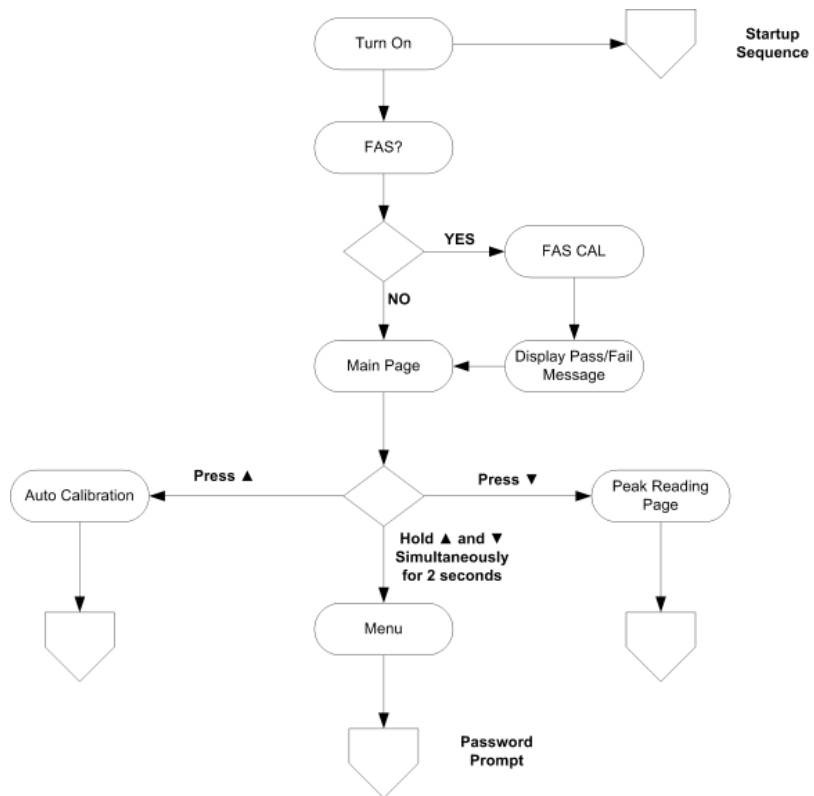 Turn On
Startup
Sequence
FAS?
YES
FAS CAL
NO
Main Page
Display Pass/Fail
Message
Press ▲
Press ▼
Auto Calibration
Peak Reading
Page
Hold ▲ and ▼
Simultaneously
for 2 seconds
Menu
Password
Prompt